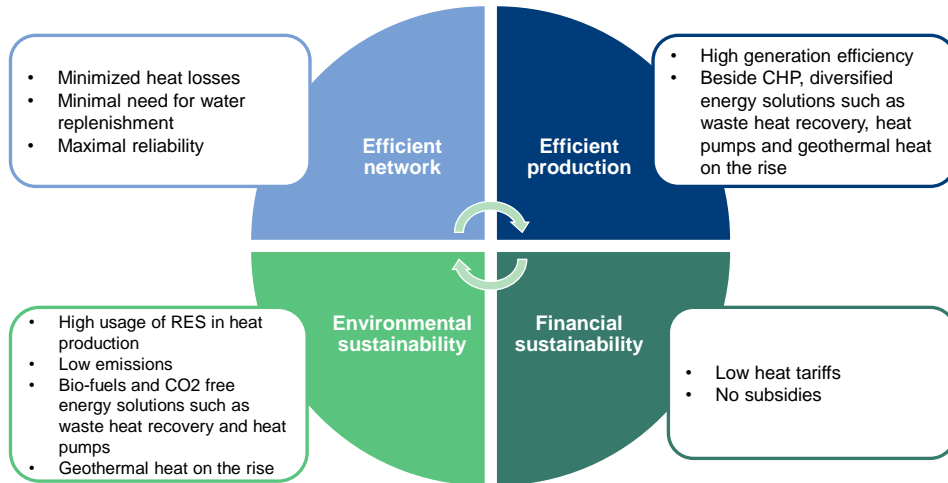 • Minimized heat losses
• Minimal need for water
replenishment
• Maximal reliability
Efficient
network
Efficient
production
• High generation efficiency
• Beside CHP, diversified
energy solutions such as
waste heat recovery, heat
pumps and geothermal heat
on the rise
• High usage of RES in heat
production
• Low emissions
• Bio-fuels and CO2 free
energy solutions such as
waste heat recovery and heat
pumps
• Geothermal heat on the rise
Environmental
sustainability
Financial
sustainability
• Low heat tariffs
• No subsidies